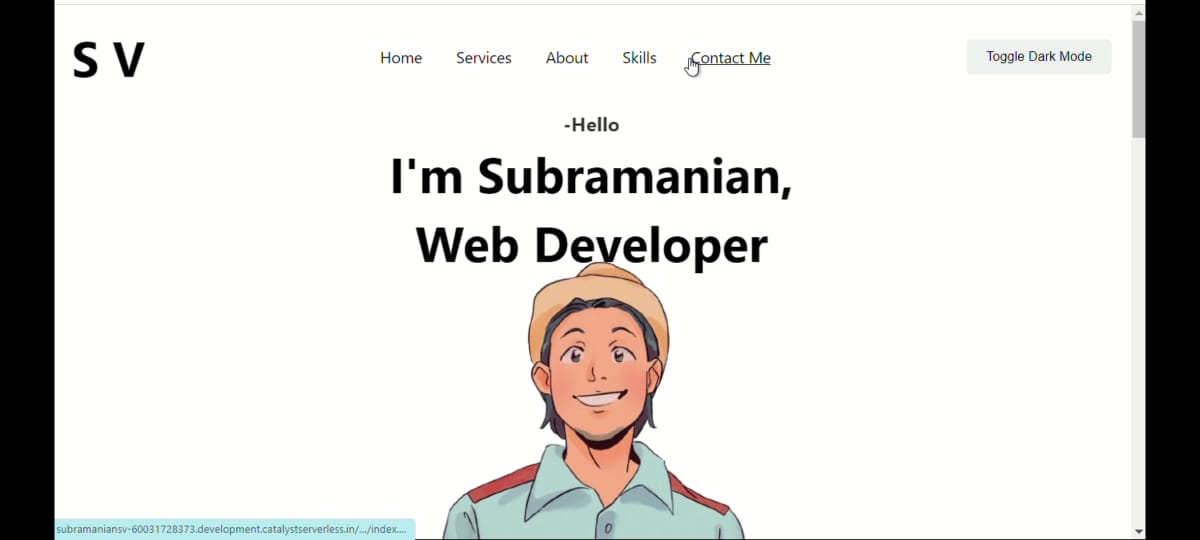 S V
Home Services About Skills Contact Me
Toggle Dark Mode
-Hello
I'm Subramanian,
Web Developer
subramaniansv-60031728373.development.catalystserverless.in/.../index....